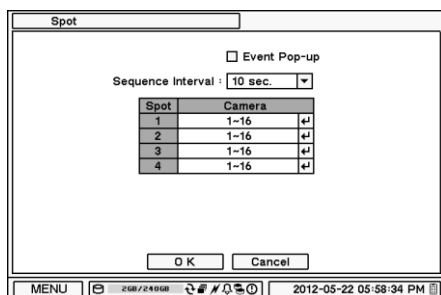 Spot
Event Pop-up
Sequence Interval : 10 sec.
Spot Camera
1 1~16
2 1~16
3 1~16
4 1~16
OK Cancel
MENU 2GB/240GB 2012-05-22 05:58:34 PM